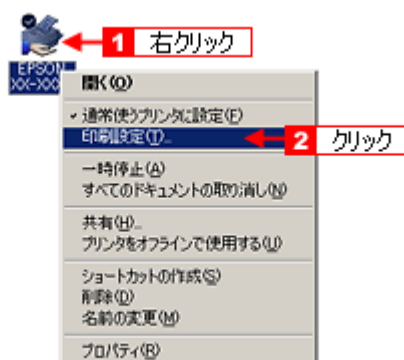 1 右クリック
EPSON
XX-XXX
開く(O)
通常使うプリンタに設定(F)
印刷設定(T)...
2 クリック
一時停止(A)
すべてのドキュメントの取り消し(N)
共有(H)...
プリンタをオフラインで使用する(U)
ショートカットの作成(S)
削除(D)
名前の変更(M)
プロパティ(R)